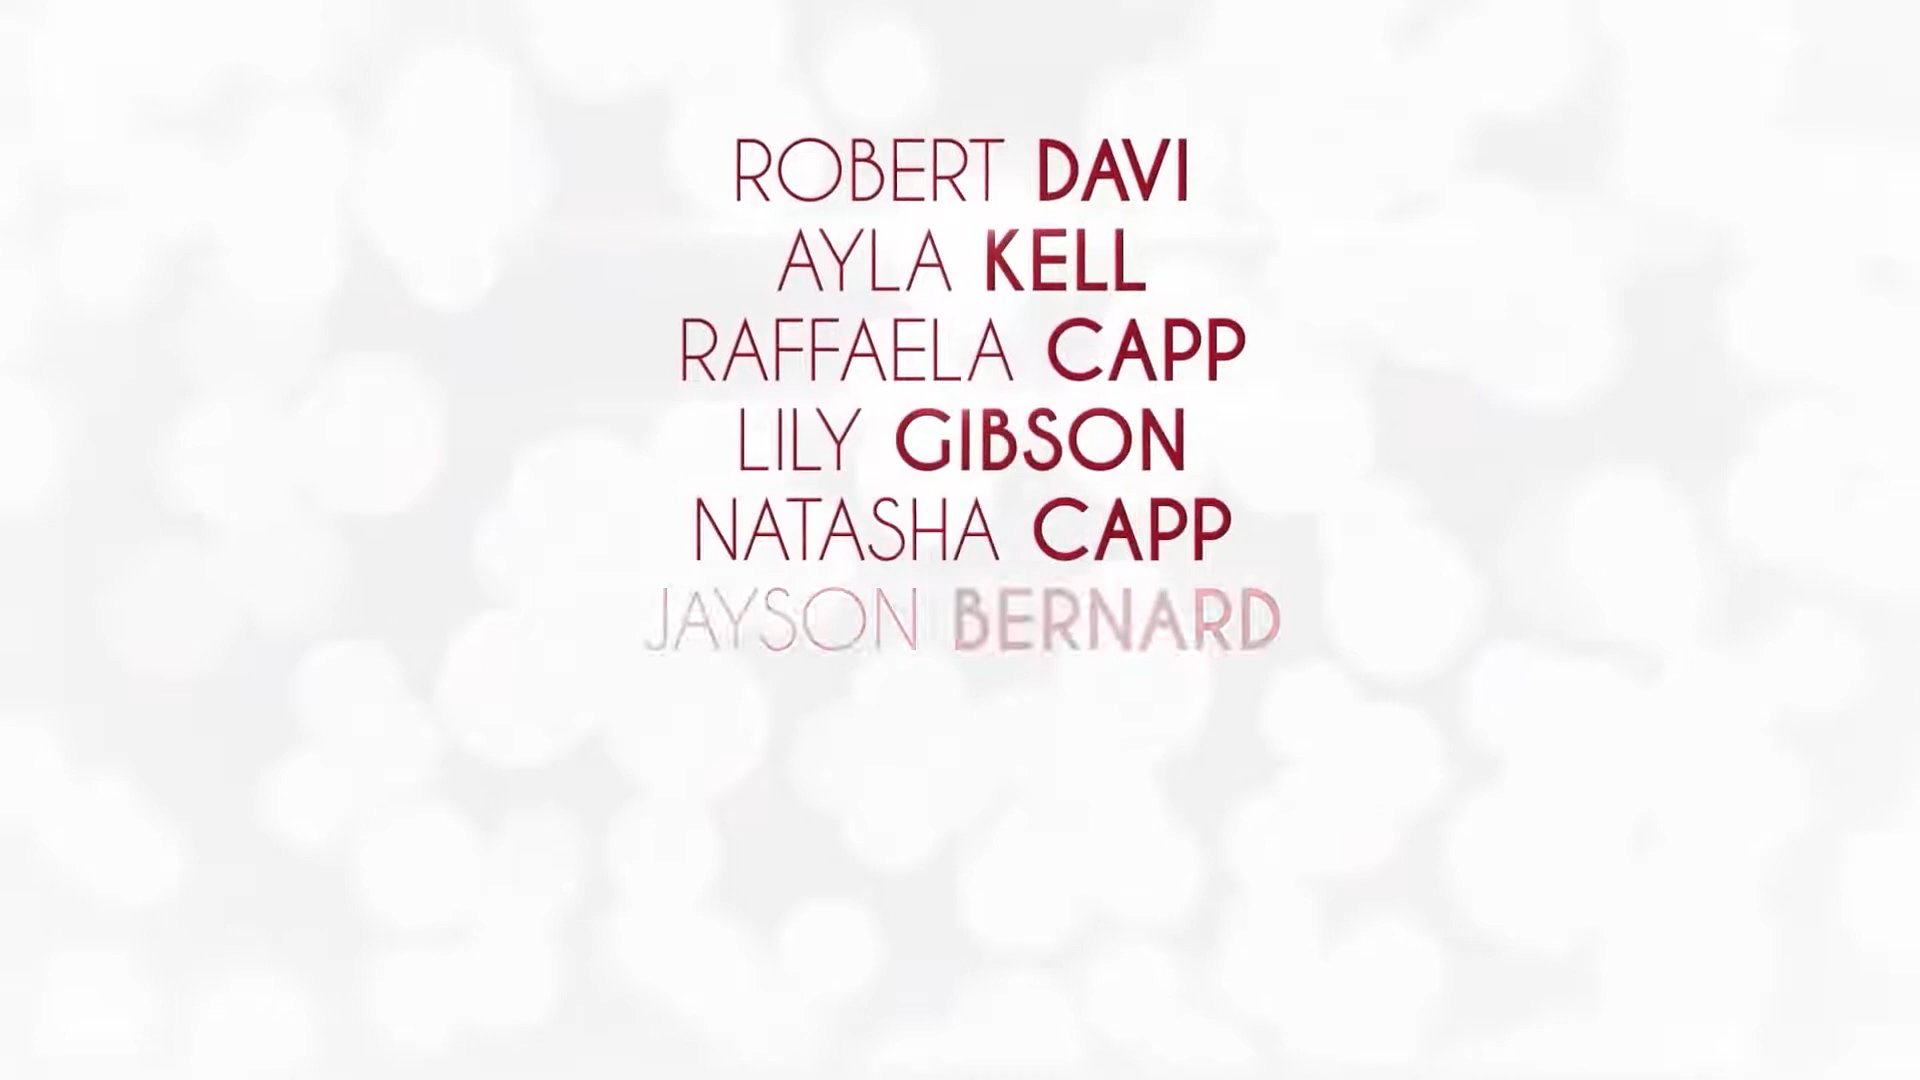 ROBERT DAVI
AYLA KELL
RAFFAELA CAPP
LILY GIBSON
NATASHA CAPP
JAYSON BERNARD